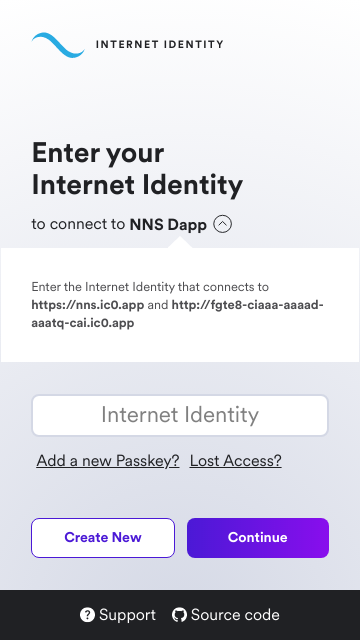 INTERNET IDENTITY
Enter your
Internet Identity
to connect to NNS Dapp
Enter the Internet Identity that connects to
https://nns.ic0.app and http://fgte8-ciaaa-aaaad-
aaatq-cai.ic0.app
Internet Identity
Add a new Passkey? Lost Access?
Create New Continue
Support Source code